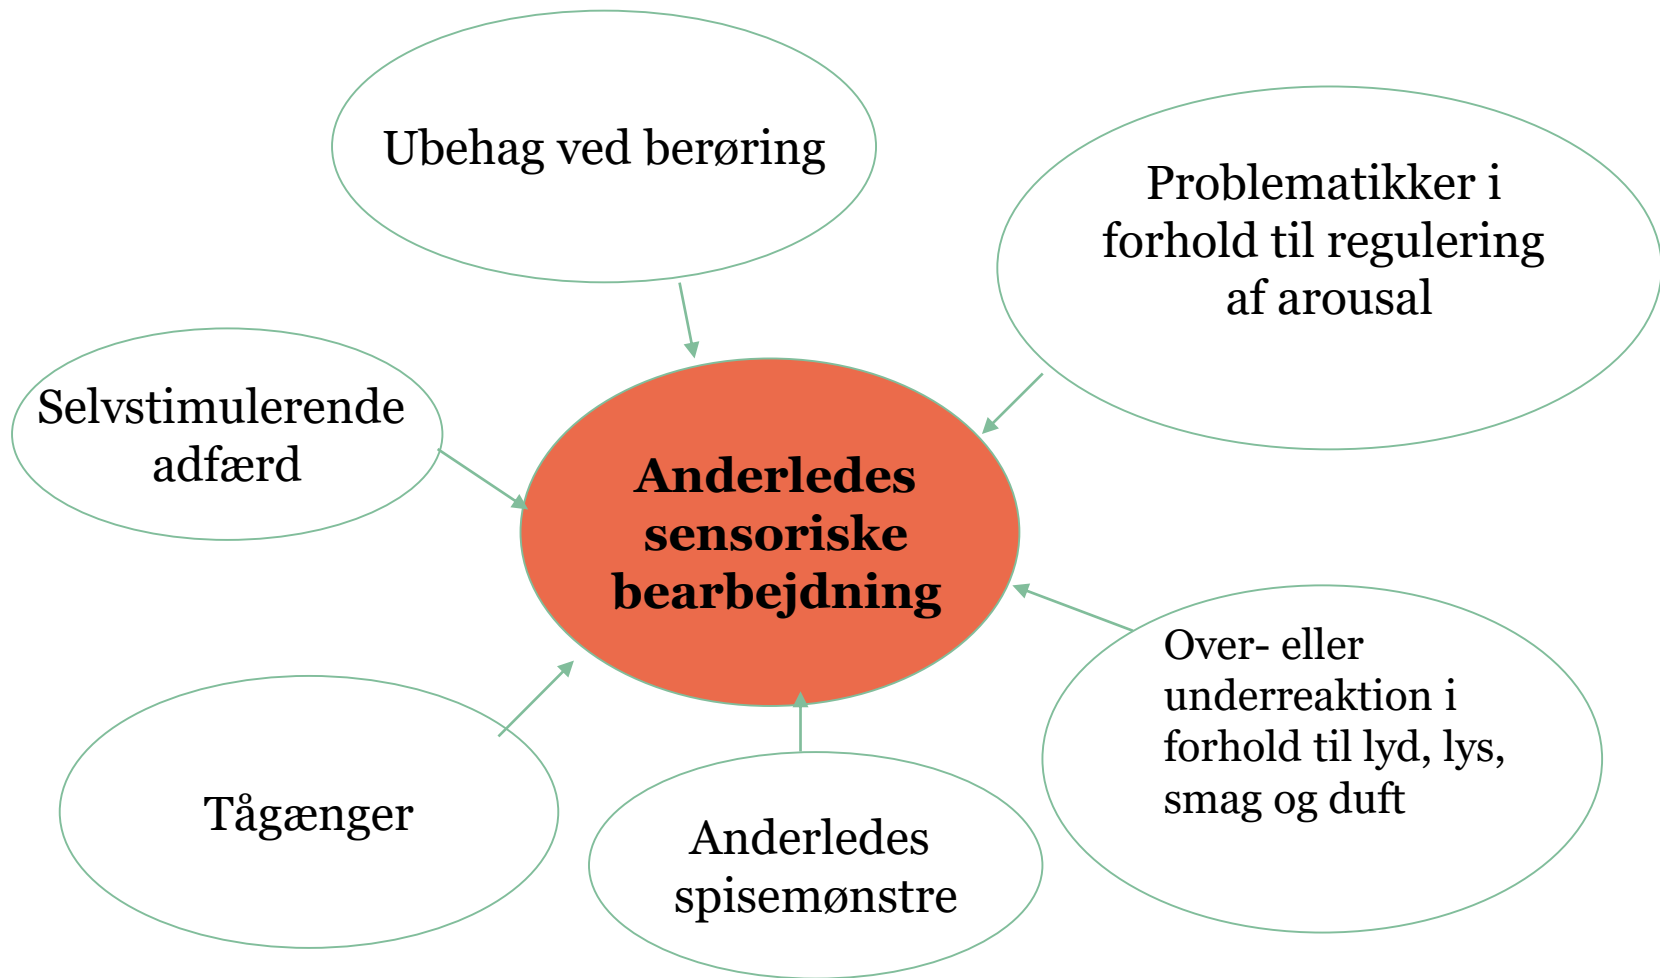 Ubehag ved berøring
Problematikker i
forhold til regulering
af arousal
Selvstimulerende
adfærd
Anderledes
sensoriske
bearbejdning
Over- eller
underreaktion i
forhold til lyd, lys,
smag og duft
Tågænger
Anderledes
spisemønstre